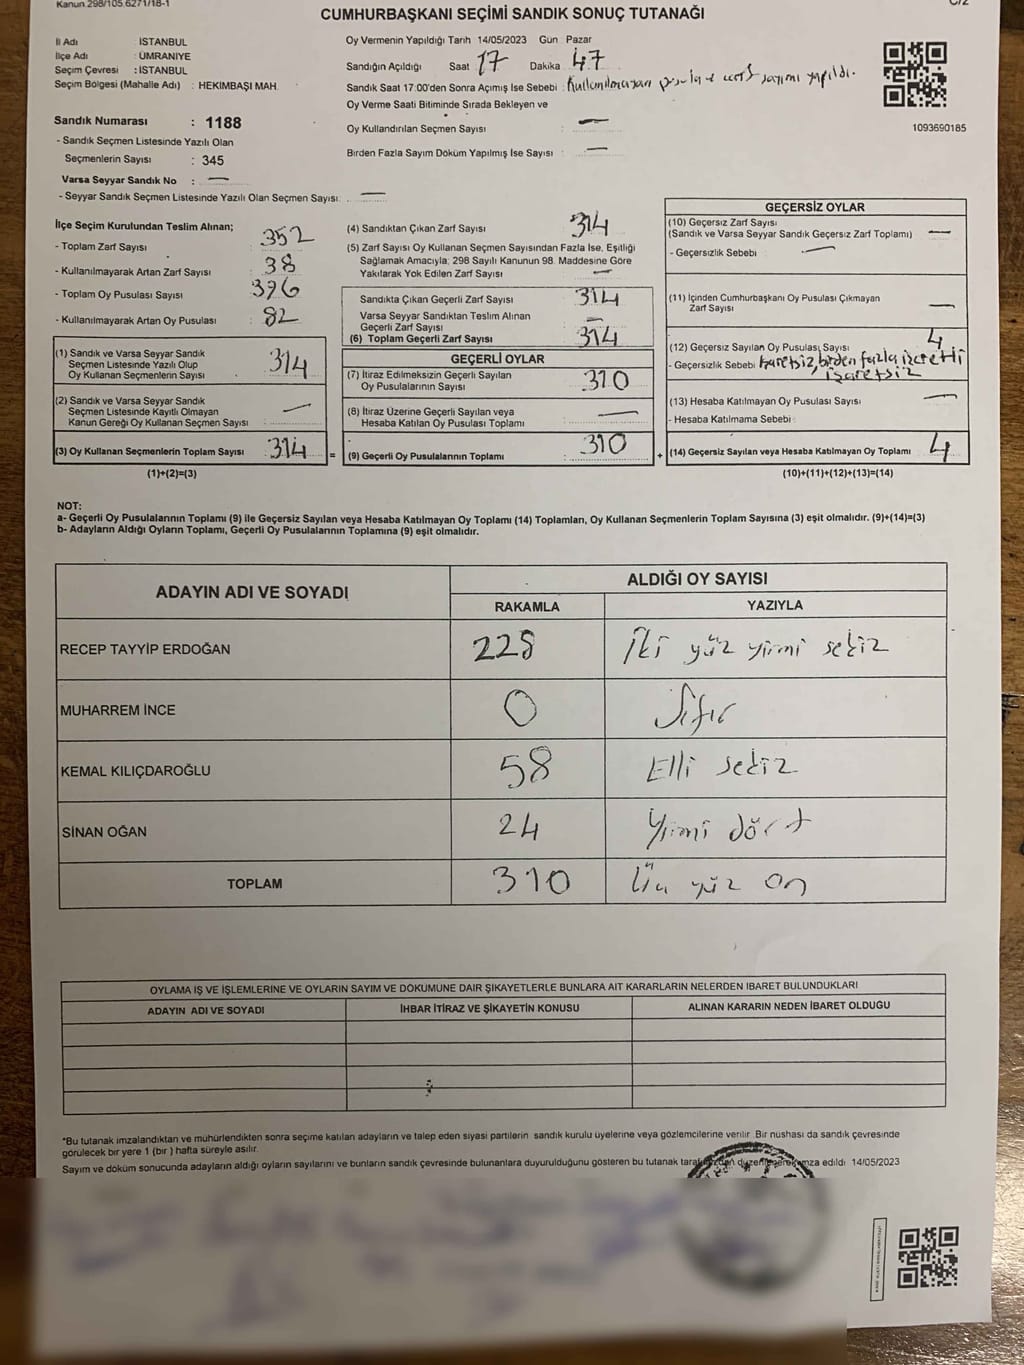 Kanun 298/105.6271/18-1
CUMHURBAŞKANI SEÇİMİ SANDIK SONUÇ TUTANAĞI
İl Adı : İSTANBUL
İlçe Adı : ÜMRANİYE
Seçim Çevresi : İSTANBUL
Seçim Bölgesi (Mahalle Adı) : HEKİMBAŞI MAH.
Sandık Numarası : 1188
- Sandık Seçmen Listesinde Yazılı Olan
Seçmenlerin Sayısı : 345
Varsa Seyyar Sandık No : —
- Seyyar Sandık Seçmen Listesinde Yazılı Olan Seçmen Sayısı: —
Oy Vermenin Yapıldığı Tarih 14/05/2023 Gün : Pazar
Sandığın Açıldığı Saat 17 Dakika 47
Sandık Saat 17:00'den Sonra Açımış İse Sebebi : Kullanılmayan pusula ve zarf sayımı yapıldı.
Oy Verme Saati Bitiminde Sırada Bekleyen ve
Oy Kullandırılan Seçmen Sayısı : —
Birden Fazla Sayım Döküm Yapılmış İse Sayısı : —
1093690185
İlçe Seçim Kurulundan Teslim Alınan;
- Toplam Zarf Sayısı : 352
- Kullanılmayarak Artan Zarf Sayısı : 38
- Toplam Oy Pusulası Sayısı : 396
- Kullanılmayarak Artan Oy Pusulası : 82
(1) Sandık ve Varsa Seyyar Sandık
Seçmen Listesinde Yazılı Olup
Oy Kullanan Seçmenlerin Sayısı : 314
(2) Sandık ve Varsa Seyyar Sandık
Seçmen Listesinde Kayıtlı Olmayan
Kanun Gereği Oy Kullanan Seçmen Sayısı : —
(3) Oy Kullanan Seçmenlerin Toplam Sayısı : 314
(1)+(2)=(3)
(4) Sandıktan Çıkan Zarf Sayısı : 314
(5) Zarf Sayısı Oy Kullanan Seçmen Sayısından Fazla İse, Eşitliği
Sağlamak Amacıyla; 298 Sayılı Kanunun 98. Maddesine Göre
Yakılarak Yok Edilen Zarf Sayısı : —
Sandıkta Çıkan Geçerli Zarf Sayısı : 314
Varsa Seyyar Sandıktan Teslim Alınan
Geçerli Zarf Sayısı : —
(6) Toplam Geçerli Zarf Sayısı : 314
GEÇERLİ OYLAR
(7) İtiraz Edilmeksizin Geçerli Sayılan
Oy Pusulalarının Sayısı : 310
(8) İtiraz Üzerine Geçerli Sayılan veya
Hesaba Katılan Oy Pusulası Toplamı : —
= (9) Geçerli Oy Pusulalarının Toplamı : 310
GEÇERSİZ OYLAR
(10) Geçersiz Zarf Sayısı
(Sandık ve Varsa Seyyar Sandık Geçersiz Zarf Toplamı) : —
- Geçersizlik Sebebi : —
(11) İçinden Cumhurbaşkanı Oy Pusulası Çıkmayan
Zarf Sayısı : —
(12) Geçersiz Sayılan Oy Pusulası Sayısı : 4
- Geçersizlik Sebebi birden fazla
işaretsiz
(13) Hesaba Katılmayan Oy Pusulası Sayısı : —
- Hesaba Katılmama Sebebi :
+ (14) Geçersiz Sayılan veya Hesaba Katılmayan Oy Toplamı : 4
(10)+(11)+(12)+(13)=(14)
NOT:
a- Geçerli Oy Pusulalarının Toplamı (9) ile Geçersiz Sayılan veya Hesaba Katılmayan Oy Toplamı (14) Toplamları, Oy Kullanan Seçmenlerin Toplam Sayısına (3) eşit olmalıdır. (9)+(14)=(3)
b- Adayların Aldığı Oyların Toplamı, Geçerli Oy Pusulalarının Toplamına (9) eşit olmalıdır.
ADAYIN ADI VE SOYADI ALDIĞI OY SAYISI
RAKAMLA YAZIYLA
RECEP TAYYİP ERDOĞAN 228 İki yüz yirmi sekiz
MUHARREM İNCE 0 Sıfır
KEMAL KILIÇDAROĞLU 58 Elli sekiz
SİNAN OĞAN 24 Yirmi dört
TOPLAM 310 Üç yüz on
OYLAMA İŞ VE İŞLEMLERİNE VE OYLARIN SAYIM VE DÖKÜMÜNE DAİR ŞİKAYETLERLE BUNLARA AİT KARARLARIN NELERDEN İBARET BULUNDUKLARI
ADAYIN ADI VE SOYADI İHBAR İTİRAZ VE ŞİKAYETİN KONUSU ALINAN KARARIN NEDEN İBARET OLDUĞU
*Bu tutanak imzalandıktan ve mühürlendikten sonra seçime katılan adayların ve talep eden siyasi partilerin sandık kurulu üyelerine veya gözlemcilerine verilir. Bir nüshası da sandık çevresinde
görülecek bir yere 1 (bir) hafta süreyle asılır.
Sayım ve döküm sonucunda adayların aldığı oyların sayılarını ve bunların sandık çevresinde bulunanlara duyurulduğunu gösteren bu tutanak tarafımızdan düzenlenerek imza edildi 14/05/2023